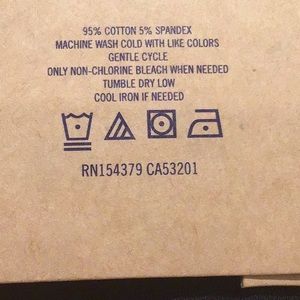 95% COTTON 5% SPANDEX
MACHINE WASH COLD WITH LIKE COLORS
GENTLE CYCLE
ONLY NON-CHLORINE BLEACH WHEN NEEDED
TUMBLE DRY LOW
COOL IRON IF NEEDED
RN154379 CA53201